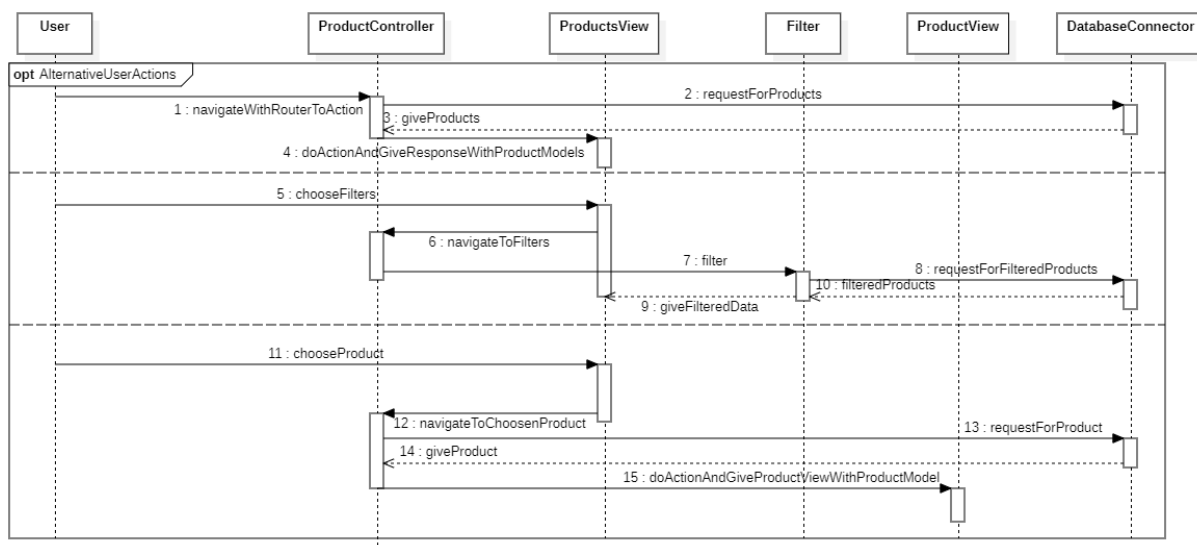 User
ProductController
ProductsView
Filter
ProductView
DatabaseConnector
opt AlternativeUserActions
1 : navigateWithRouterToAction
2 : requestForProducts
3 : giveProducts
4 : doActionAndGiveResponseWithProductModels
5 : chooseFilters
6 : navigateToFilters
7 : filter
8 : requestForFilteredProducts
10 : filteredProducts
9 : giveFilteredData
11 : chooseProduct
12 : navigateToChoosenProduct
13 : requestForProduct
14 : giveProduct
15 : doActionAndGiveProductViewWithProductModel